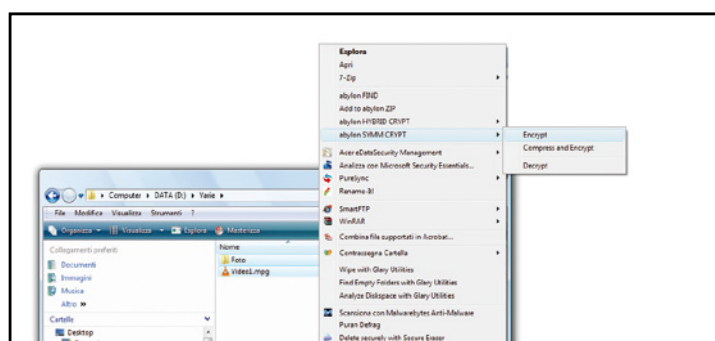 Esplora
Apri
7-Zip
abylon FIND
Add to abylon ZIP
abylon HYBRID CRYPT
abylon SYMM CRYPT
Encrypt
Compress and Encrypt
Decrypt
Acer eDataSecurity Management
Analizza con Microsoft Security Essentials...
PureSync
Rename-It!
SmartFTP
WinRAR
Combina file supportati in Acrobat...
Contrassegna Cartella
Wipe with Glary Utilities
Find Empty Folders with Glary Utilities
Analyze Diskspace with Glary Utilities
Scansiona con Malwarebytes Anti-Malware
Puran Defrag
Delete securely with Secure Eraser
Computer DATA (D:) Varie
File Modifica Visualizza Strumenti ?
Organizza Visualizza Esplora Masterizza
Collegamenti preferiti
Documenti
Immagini
Musica
Altro »
Cartelle
Desktop
Nome
Foto
Video1.mpg